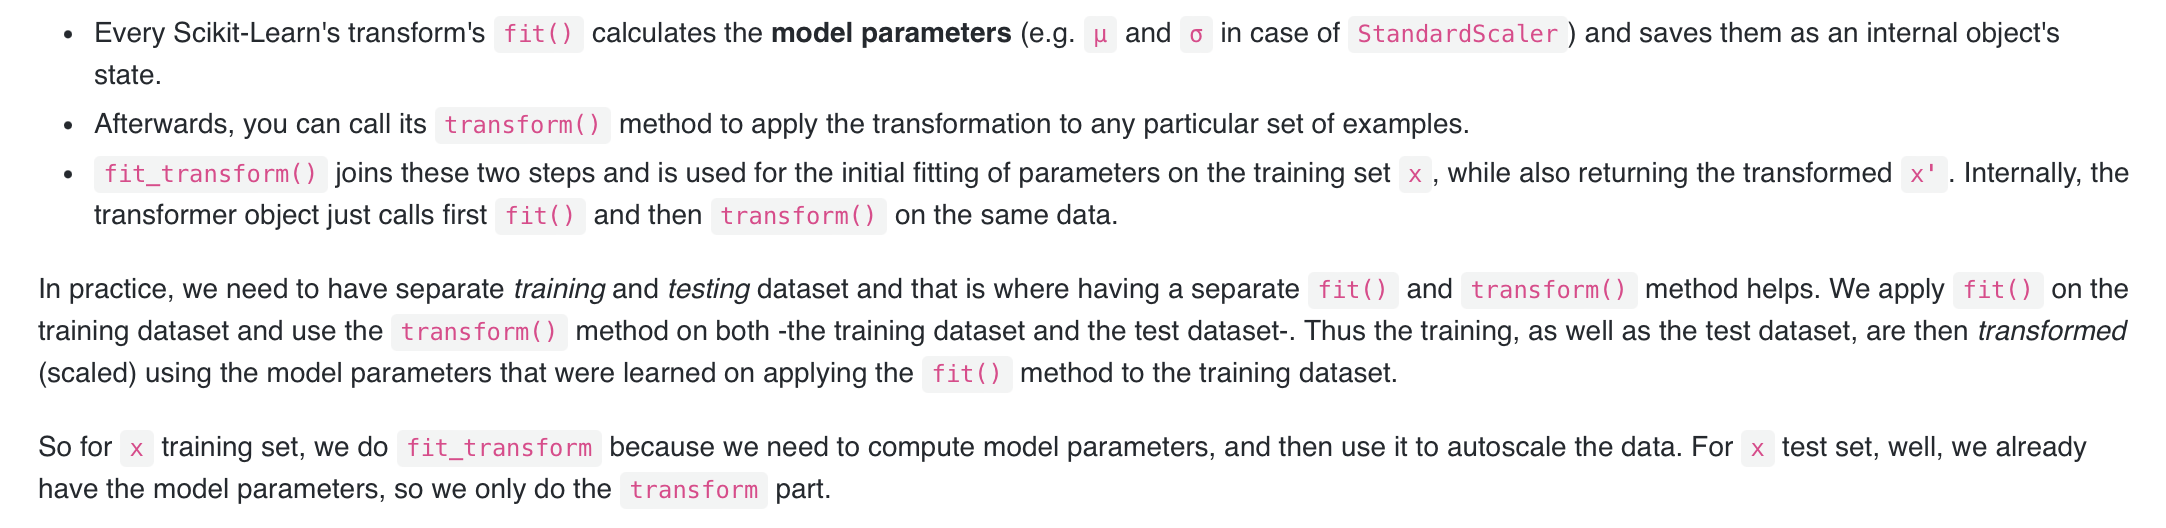 • Every Scikit-Learn's transform's fit() calculates the model parameters (e.g. μ and σ in case of StandardScaler) and saves them as an internal object's
state.
• Afterwards, you can call its transform() method to apply the transformation to any particular set of examples.
• fit_transform() joins these two steps and is used for the initial fitting of parameters on the training set x, while also returning the transformed x'. Internally, the
transformer object just calls first fit() and then transform() on the same data.
In practice, we need to have separate training and testing dataset and that is where having a separate fit() and transform() method helps. We apply fit() on the
training dataset and use the transform() method on both -the training dataset and the test dataset-. Thus the training, as well as the test dataset, are then transformed
(scaled) using the model parameters that were learned on applying the fit() method to the training dataset.
So for x training set, we do fit_transform because we need to compute model parameters, and then use it to autoscale the data. For x test set, well, we already
have the model parameters, so we only do the transform part.